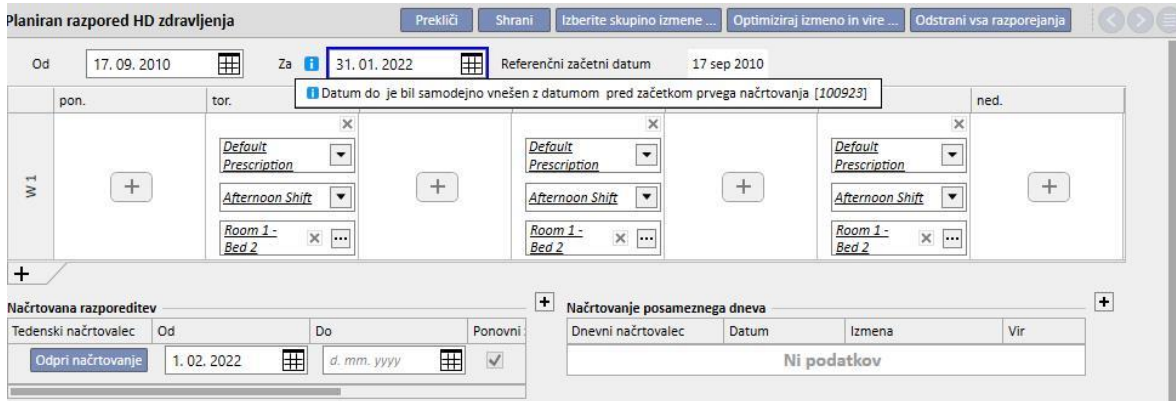 Planiran razpored HD zdravljenja
Prekliči
Shrani
Izberite skupino izmene ...
Optimiziraj izmeno in vire ...
Odstrani vsa razporejanja
Od 17. 09. 2010
Za 31. 01. 2022
Referenčni začetni datum 17 sep 2010
Datum do je bil samodejno vnešen z datumom pred začetkom prvega načrtovanja [100923]
pon.
tor.
ned.
W 1
Default
Prescription
Afternoon Shift
Room 1 -
Bed 2
Default
Prescription
Afternoon Shift
Room 1 -
Bed 2
Default
Prescription
Afternoon Shift
Room 1 -
Bed 2
Načrtovana razporeditev
Tedenski načrtovalec Od Do Ponovni
Odpri načrtovanje 1. 02. 2022 d. mm. yyyy
Načrtovanje posameznega dneva
Dnevni načrtovalec Datum Izmena Vir
Ni podatkov